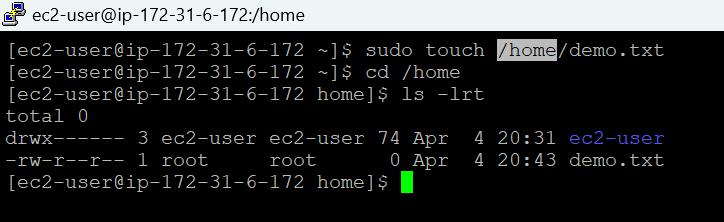 ec2-user@ip-172-31-6-172:/home
[ec2-user@ip-172-31-6-172 ~]$ sudo touch /home/demo.txt
[ec2-user@ip-172-31-6-172 ~]$ cd /home
[ec2-user@ip-172-31-6-172 home]$ ls -lrt
total 0
drwx------ 3 ec2-user ec2-user 74 Apr  4 20:31 ec2-user
-rw-r--r-- 1 root     root      0 Apr  4 20:43 demo.txt
[ec2-user@ip-172-31-6-172 home]$